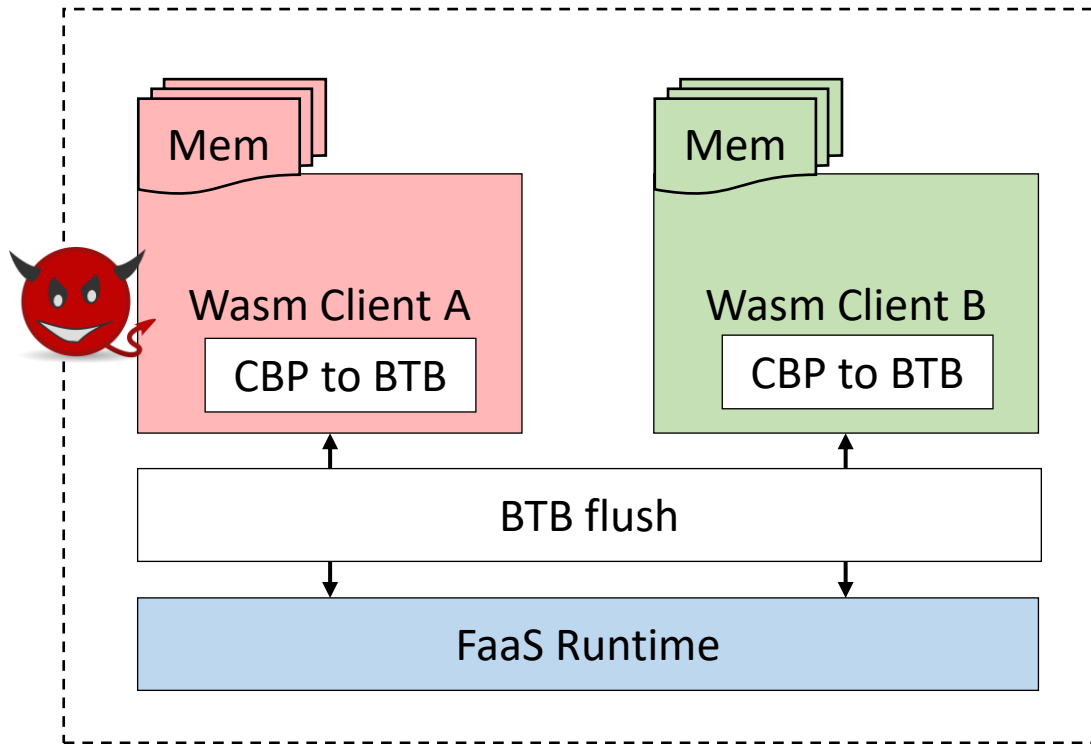 Mem
Mem
Wasm Client A
Wasm Client B
CBP to BTB
CBP to BTB
BTB flush
FaaS Runtime